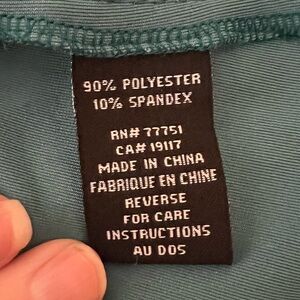 90% POLYESTER
10% SPANDEX
RN# 77751
CA# 19117
MADE IN CHINA
FABRIQUE EN CHINE
REVERSE
FOR CARE
INSTRUCTIONS
AU DOS